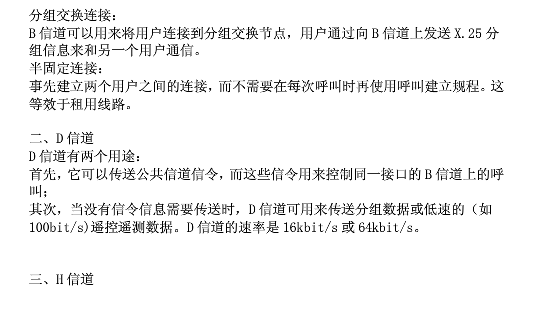 分组交换连接：
B 信道可以用来将用户连接到分组交换节点，用户通过向 B 信道上发送 X.25 分
组信息来和另一个用户通信。
半固定连接：
事先建立两个用户之间的连接，而不需要在每次呼叫时再使用呼叫建立规程。这
等效于租用线路。
二、D 信道
D 信道有两个用途：
首先，它可以传送公共信道信令，而这些信令用来控制同一接口的 B 信道上的呼
叫；
其次，当没有信令信息需要传送时，D 信道可用来传送分组数据或低速的（如
100bit/s)遥控遥测数据。D 信道的速率是 16kbit/s 或 64kbit/s。
三、H 信道